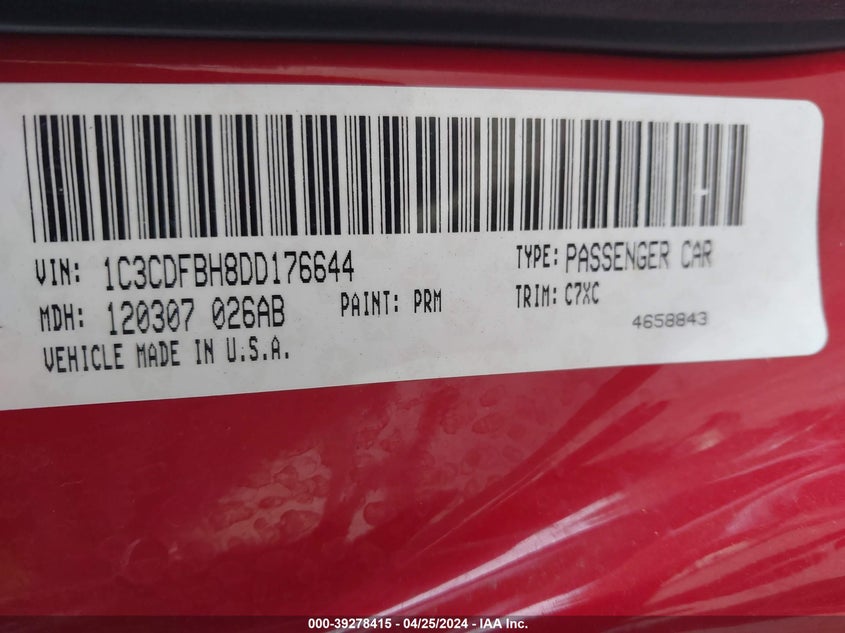 VIN: 1C3CDFBH8DD176644 TYPE: PASSENGER CAR
MDH: 120307 026AB PAINT: PRM TRIM: C7XC
VEHICLE MADE IN U.S.A. 4658843
000-39278415 - 04/25/2024 - IAA Inc.